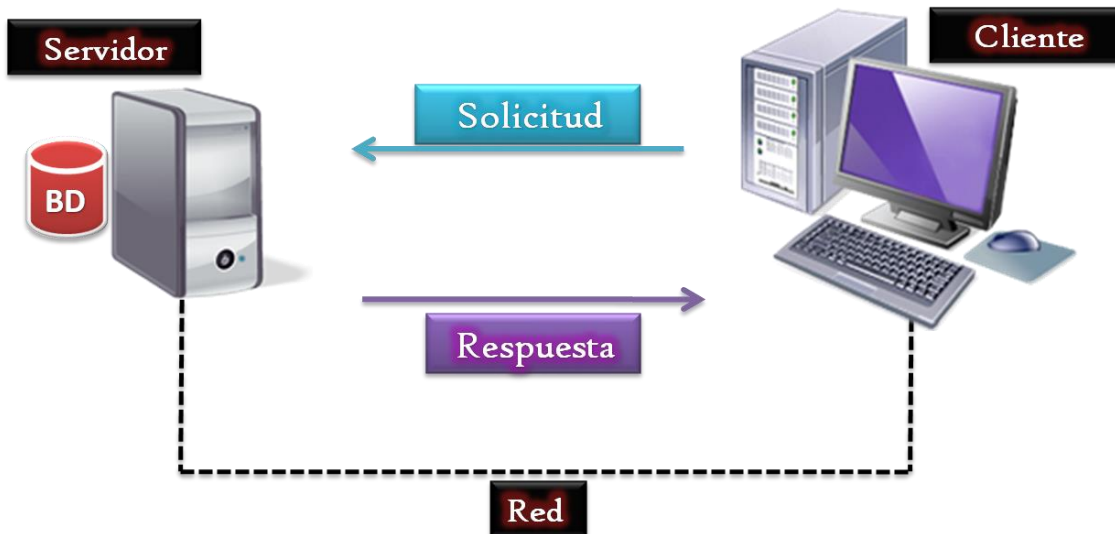 Servidor
Cliente
Solicitud
BD
Respuesta
Red